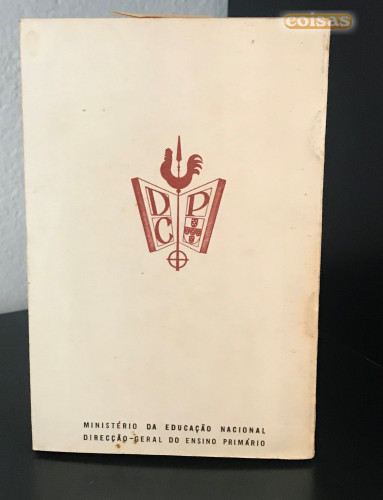 coisas
D P
C
MINISTÉRIO DA EDUCAÇÃO NACIONAL
DIRECÇÃO-GERAL DO ENSINO PRIMÁRIO